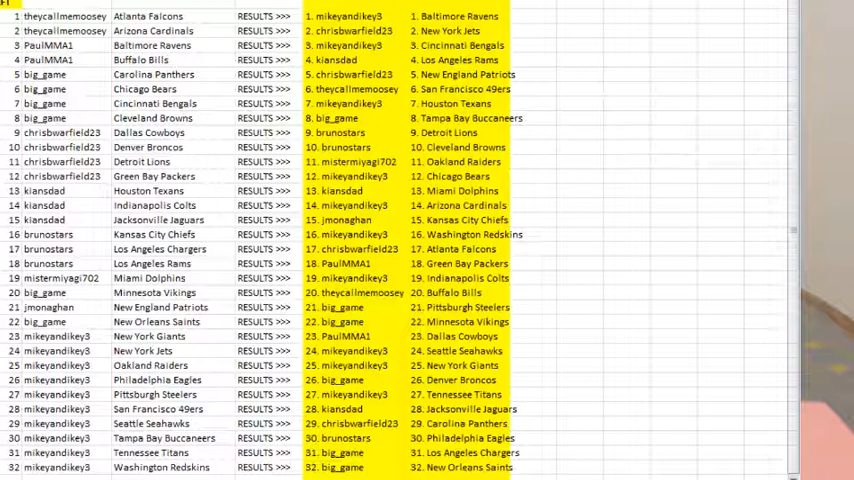 1 theycallmemoosey Atlanta Falcons RESULTS >>> 1. mikeyandikey3 1. Baltimore Ravens
2 theycallmemoosey Arizona Cardinals RESULTS >>> 2. chrisbwarfield23 2. New York Jets
3 PaulMMA1 Baltimore Ravens RESULTS >>> 3. mikeyandikey3 3. Cincinnati Bengals
4 PaulMMA1 Buffalo Bills RESULTS >>> 4. kiansdad 4. Los Angeles Rams
5 big_game Carolina Panthers RESULTS >>> 5. chrisbwarfield23 5. New England Patriots
6 big_game Chicago Bears RESULTS >>> 6. theycallmemoosey 6. San Francisco 49ers
7 big_game Cincinnati Bengals RESULTS >>> 7. mikeyandikey3 7. Houston Texans
8 big_game Cleveland Browns RESULTS >>> 8. big_game 8. Tampa Bay Buccaneers
9 chrisbwarfield23 Dallas Cowboys RESULTS >>> 9. brunostars 9. Detroit Lions
10 chrisbwarfield23 Denver Broncos RESULTS >>> 10. brunostars 10. Cleveland Browns
11 chrisbwarfield23 Detroit Lions RESULTS >>> 11. mistermiyagi702 11. Oakland Raiders
12 chrisbwarfield23 Green Bay Packers RESULTS >>> 12. mikeyandikey3 12. Chicago Bears
13 kiansdad Houston Texans RESULTS >>> 13. kiansdad 13. Miami Dolphins
14 kiansdad Indianapolis Colts RESULTS >>> 14. mikeyandikey3 14. Arizona Cardinals
15 kiansdad Jacksonville Jaguars RESULTS >>> 15. jmonaghan 15. Kansas City Chiefs
16 brunostars Kansas City Chiefs RESULTS >>> 16. mikeyandikey3 16. Washington Redskins
17 brunostars Los Angeles Chargers RESULTS >>> 17. chrisbwarfield23 17. Atlanta Falcons
18 brunostars Los Angeles Rams RESULTS >>> 18. PaulMMA1 18. Green Bay Packers
19 mistermiyagi702 Miami Dolphins RESULTS >>> 19. mikeyandikey3 19. Indianapolis Colts
20 big_game Minnesota Vikings RESULTS >>> 20. theycallmemoosey 20. Buffalo Bills
21 jmonaghan New England Patriots RESULTS >>> 21. big_game 21. Pittsburgh Steelers
22 big_game New Orleans Saints RESULTS >>> 22. big_game 22. Minnesota Vikings
23 mikeyandikey3 New York Giants RESULTS >>> 23. PaulMMA1 23. Dallas Cowboys
24 mikeyandikey3 New York Jets RESULTS >>> 24. mikeyandikey3 24. Seattle Seahawks
25 mikeyandikey3 Oakland Raiders RESULTS >>> 25. mikeyandikey3 25. New York Giants
26 mikeyandikey3 Philadelphia Eagles RESULTS >>> 26. big_game 26. Denver Broncos
27 mikeyandikey3 Pittsburgh Steelers RESULTS >>> 27. mikeyandikey3 27. Tennessee Titans
28 mikeyandikey3 San Francisco 49ers RESULTS >>> 28. kiansdad 28. Jacksonville Jaguars
29 mikeyandikey3 Seattle Seahawks RESULTS >>> 29. chrisbwarfield23 29. Carolina Panthers
30 mikeyandikey3 Tampa Bay Buccaneers RESULTS >>> 30. brunostars 30. Philadelphia Eagles
31 mikeyandikey3 Tennessee Titans RESULTS >>> 31. big_game 31. Los Angeles Chargers
32 mikeyandikey3 Washington Redskins RESULTS >>> 32. big_game 32. New Orleans Saints